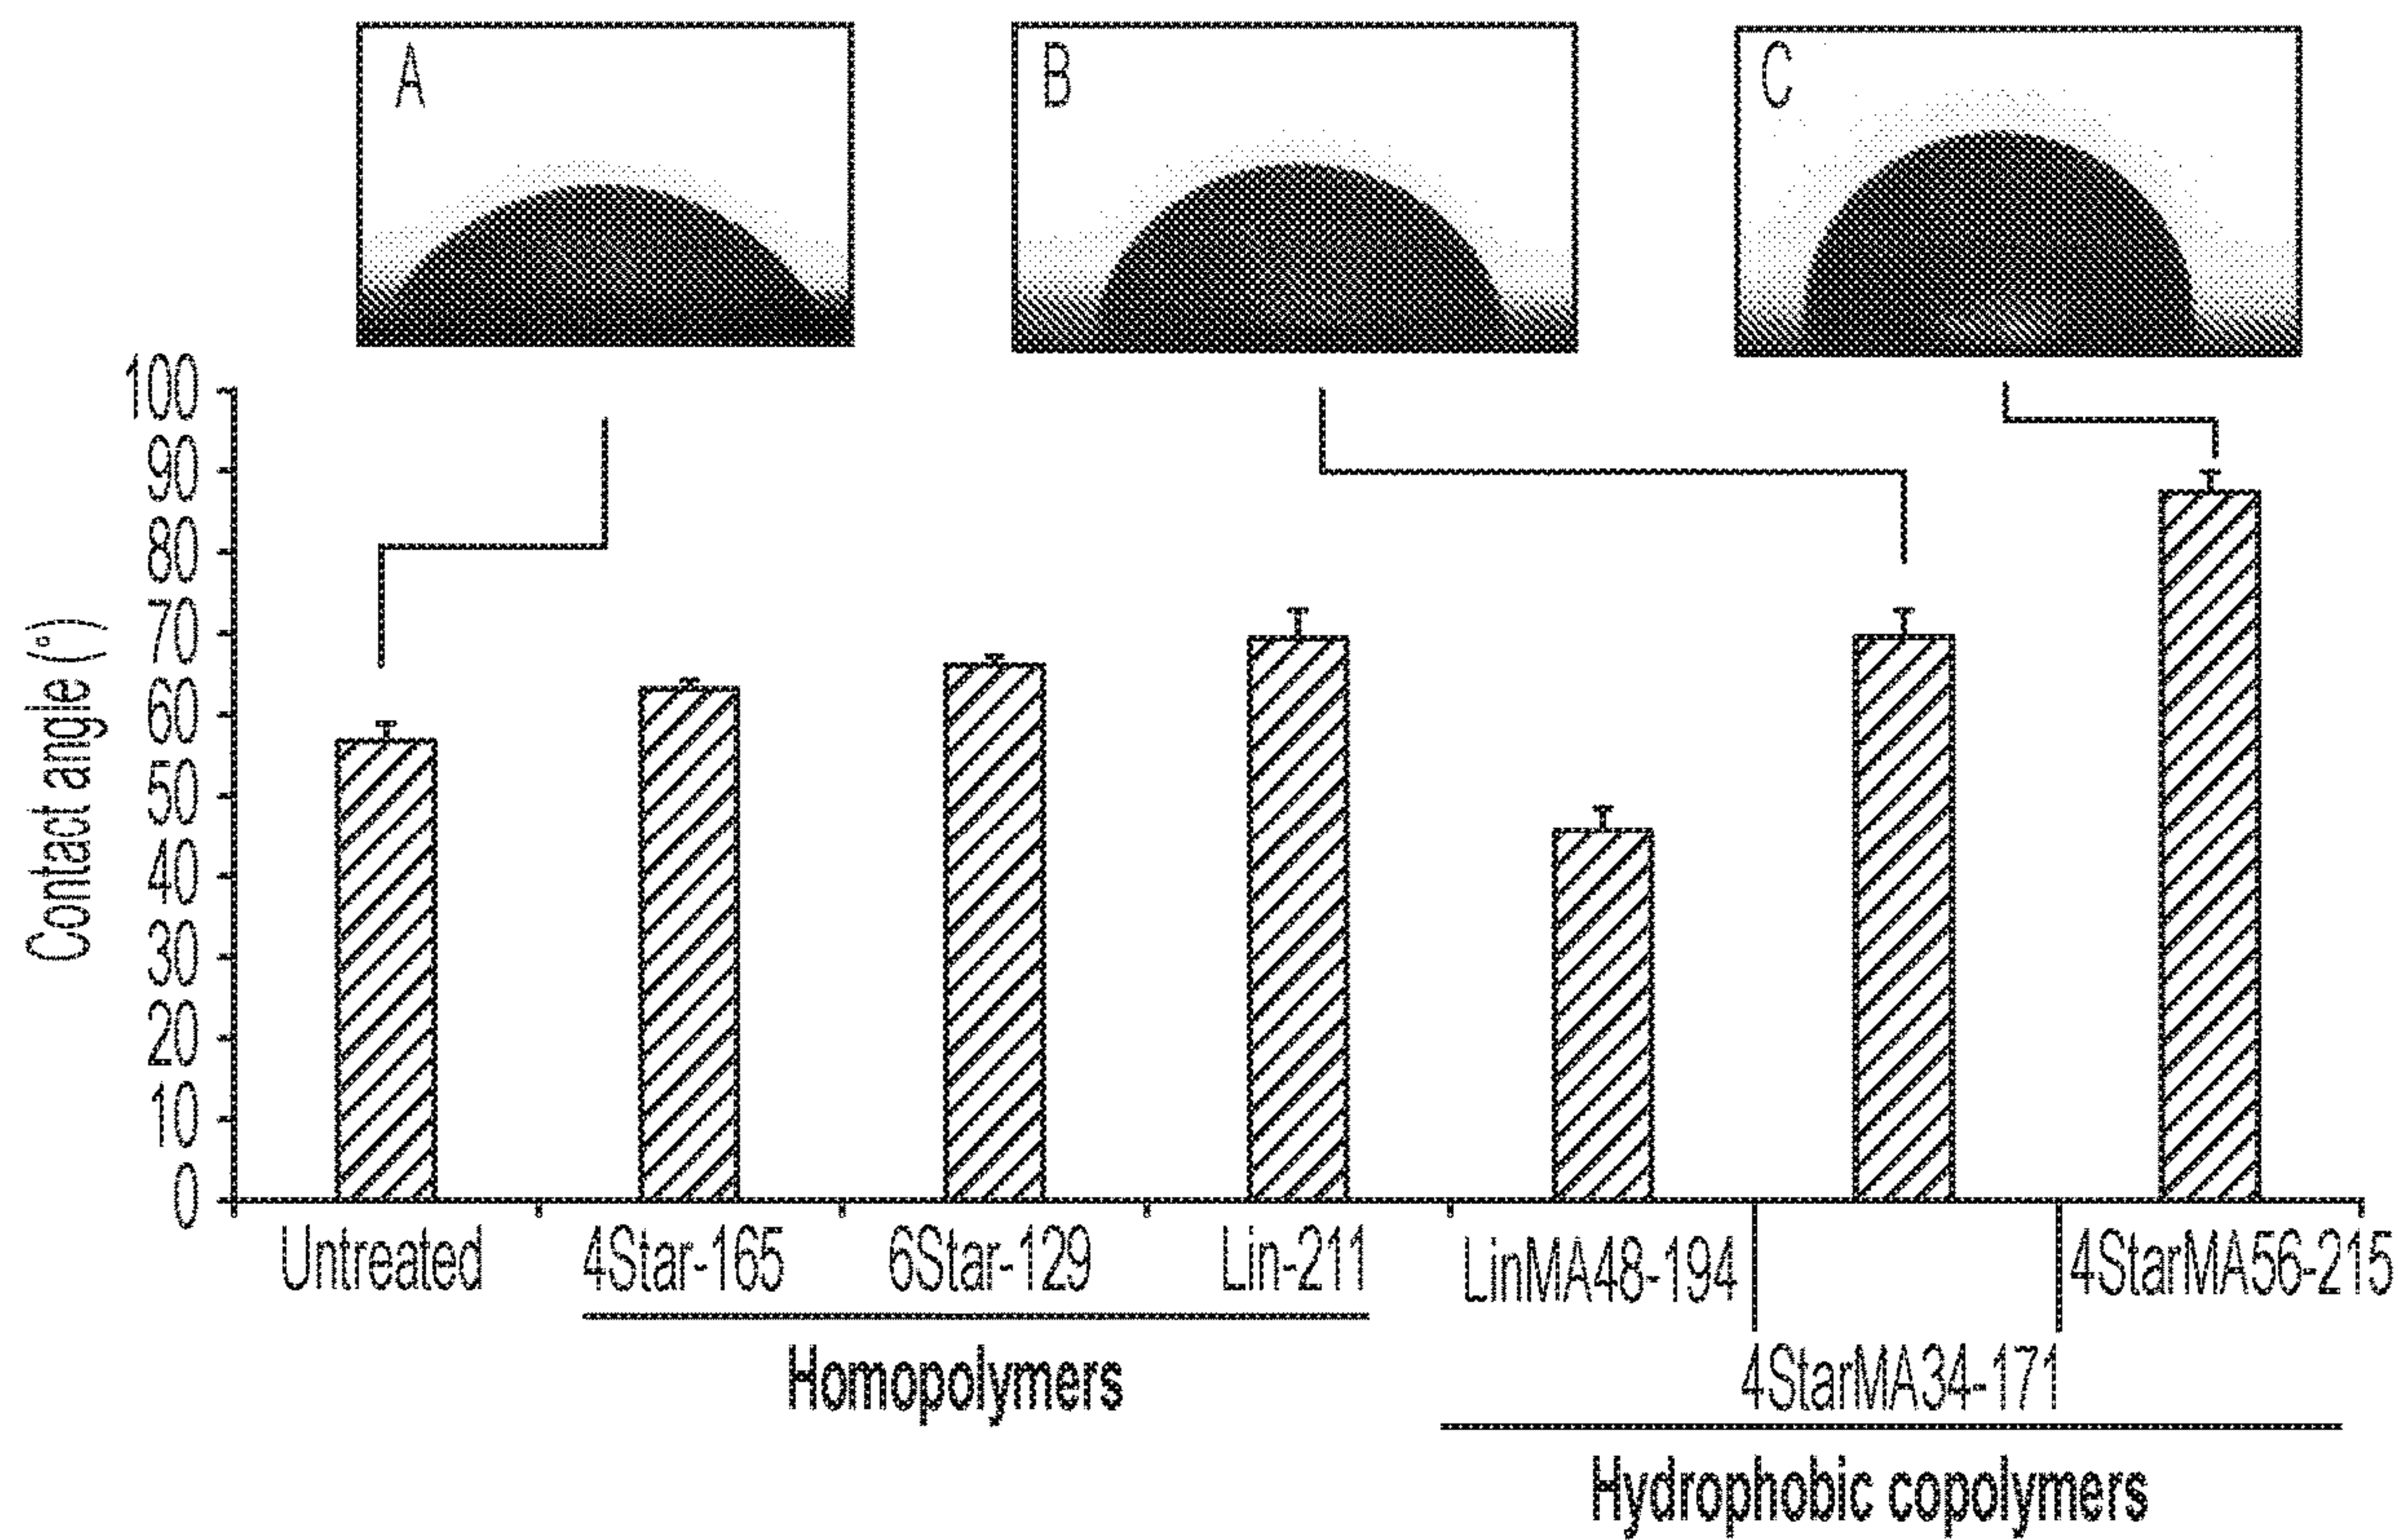 A
B
C
100
90
80
70
60
50
40
30
20
10
0
Contact angle (°)
Untreated
4Star-165
6Star-129
Lin-211
LinMA48-194
4StarMA34-171
4StarMA56-215
Homopolymers
Hydrophobic copolymers